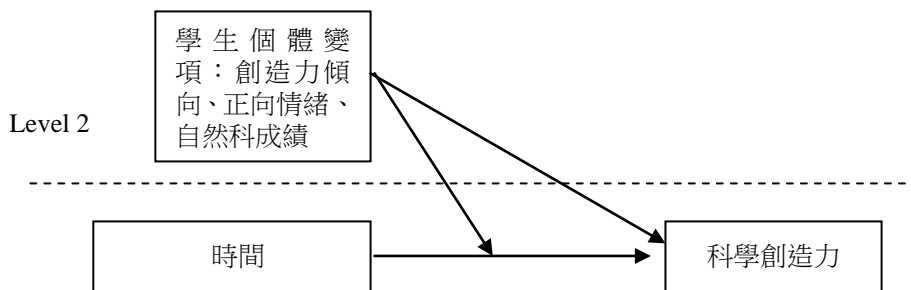 學生個體變
項：創造力傾
向、正向情緒、
自然科成績
Level 2
時間
科學創造力